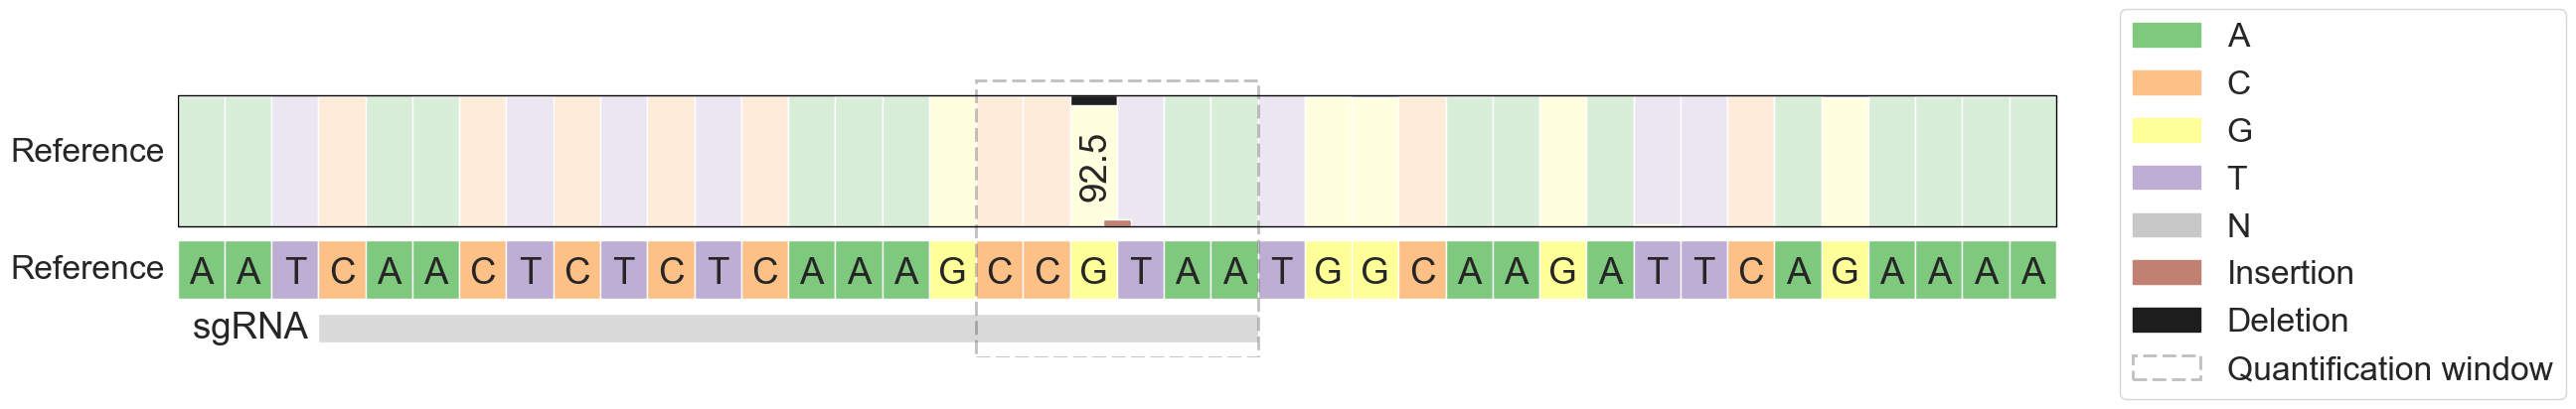 Reference
92.5
Reference A A T C A A C T C T C T C A A A G C C G T A A T G G C A A G A T T C A G A A A A
sgRNA
A
C
G
T
N
Insertion
Deletion
Quantification window